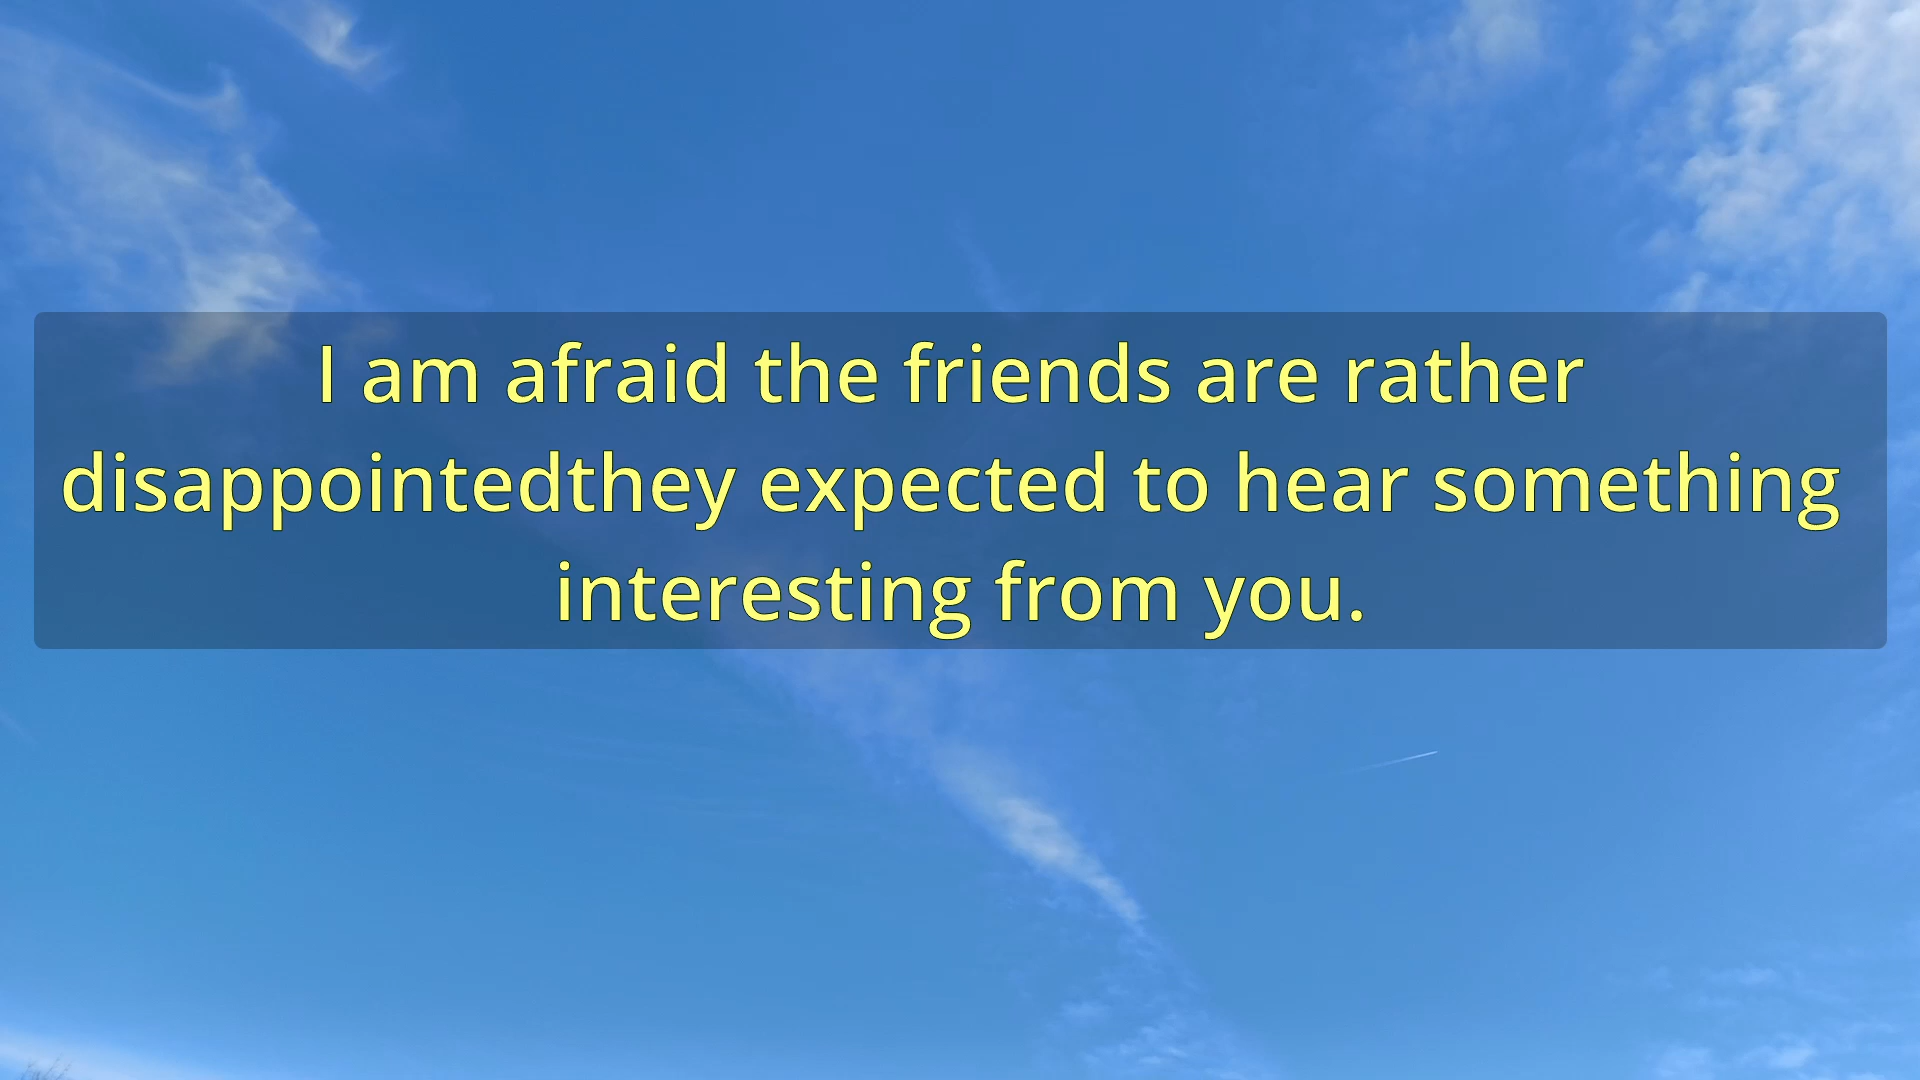 I am afraid the friends are rather
disappointedthey expected to hear something
interesting from you.